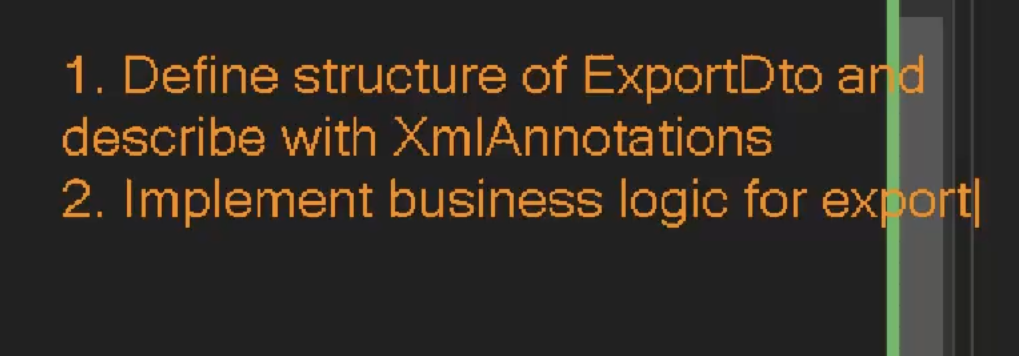 1. Define structure of ExportDto and
describe with XmlAnnotations
2. Implement business logic for export